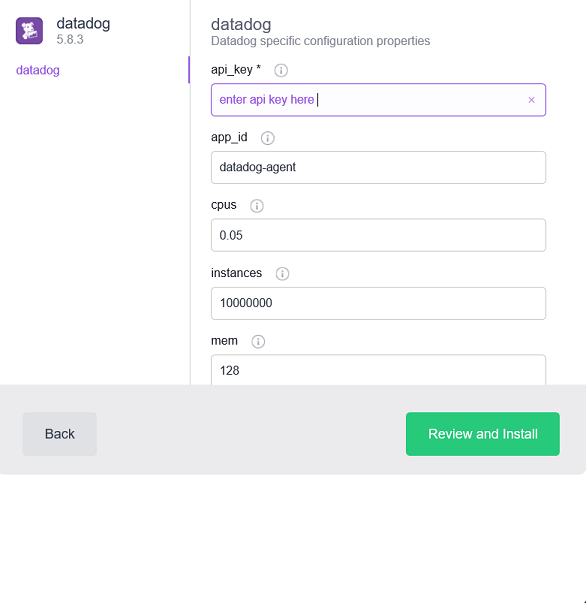 datadog
5.8.3
datadog
datadog
Datadog specific configuration properties
api_key *
enter api key here
app_id
datadog-agent
cpus
0.05
instances
10000000
mem
128
Back
Review and Install